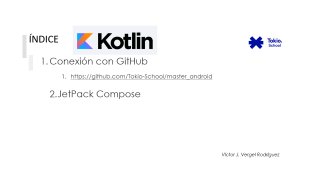 ÍNDICE
Kotlin
Tokio.
School
1. Conexión con GitHub
1. https://github.com/Tokio-School/master_android
2.JetPack Compose
Víctor J. Vergel Rodríguez